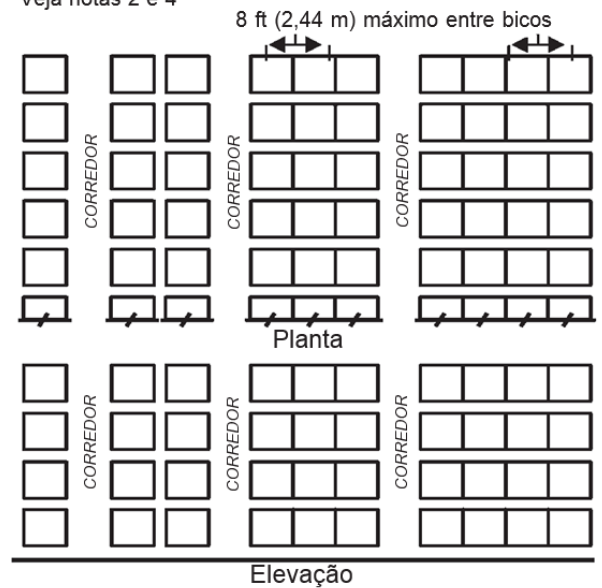 Veja notas 2 e 4
8 ft (2,44 m) máximo entre bicos
CORREDOR
CORREDOR
CORREDOR
Planta
CORREDOR
CORREDOR
CORREDOR
Elevação